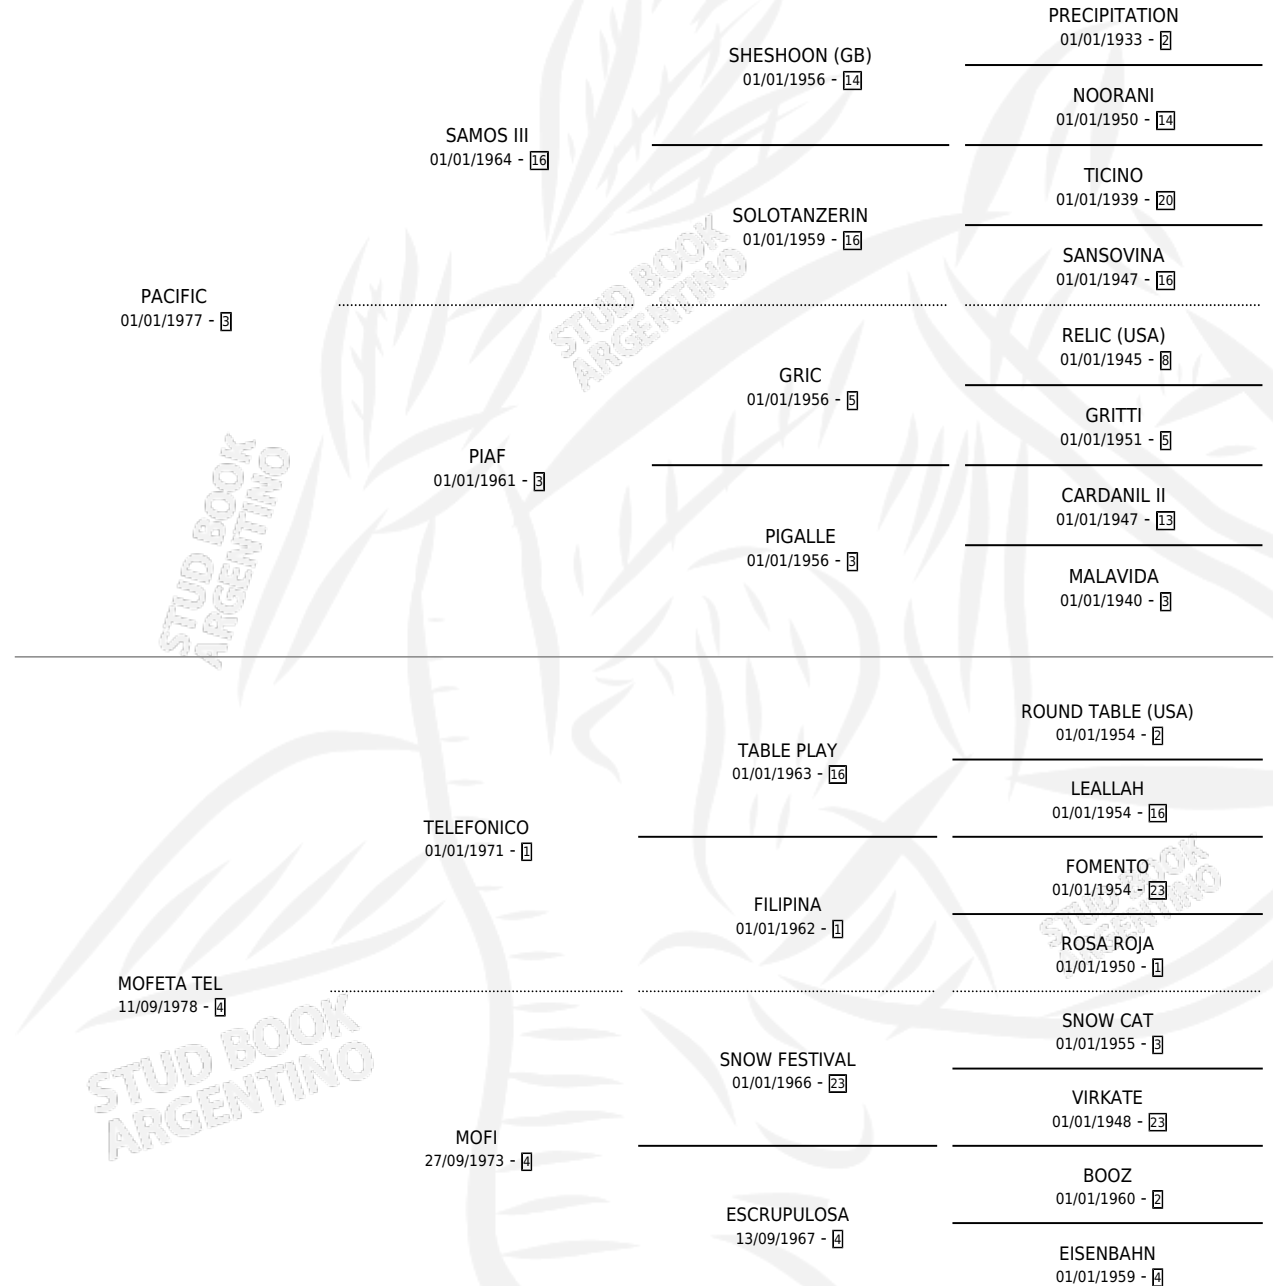 PRECIPITATION
01/01/1933 - 2
SHESHOON (GB)
01/01/1956 - 14
NOORANI
01/01/1950 - 14
SAMOS III
01/01/1964 - 16
TICINO
01/01/1939 - 20
SOLOTANZERIN
01/01/1959 - 16
SANSOVINA
01/01/1947 - 16
PACIFIC
01/01/1977 - 3
RELIC (USA)
01/01/1945 - 8
GRIC
01/01/1956 - 5
GRITTI
01/01/1951 - 5
PIAF
01/01/1961 - 3
CARDANIL II
01/01/1947 - 13
PIGALLE
01/01/1956 - 3
MALAVIDA
01/01/1940 - 3
ROUND TABLE (USA)
01/01/1954 - 2
TABLE PLAY
01/01/1963 - 16
LEALLAH
01/01/1954 - 16
TELEFONICO
01/01/1971 - 1
FOMENTO
01/01/1954 - 23
FILIPINA
01/01/1962 - 1
ROSA ROJA
01/01/1950 - 1
MOFETA TEL
11/09/1978 - 4
SNOW CAT
01/01/1955 - 3
SNOW FESTIVAL
01/01/1966 - 23
VIRKATE
01/01/1948 - 23
MOFI
27/09/1973 - 4
BOOZ
01/01/1960 - 2
ESCRUPULOSA
13/09/1967 - 4
EISENBAHN
01/01/1959 - 4
STUD BOOK
ARGENTINO
STUD BOOK
ARGENTINO
STUD BOOK
ARGENTINO
STUD BOOK
ARGENTINO